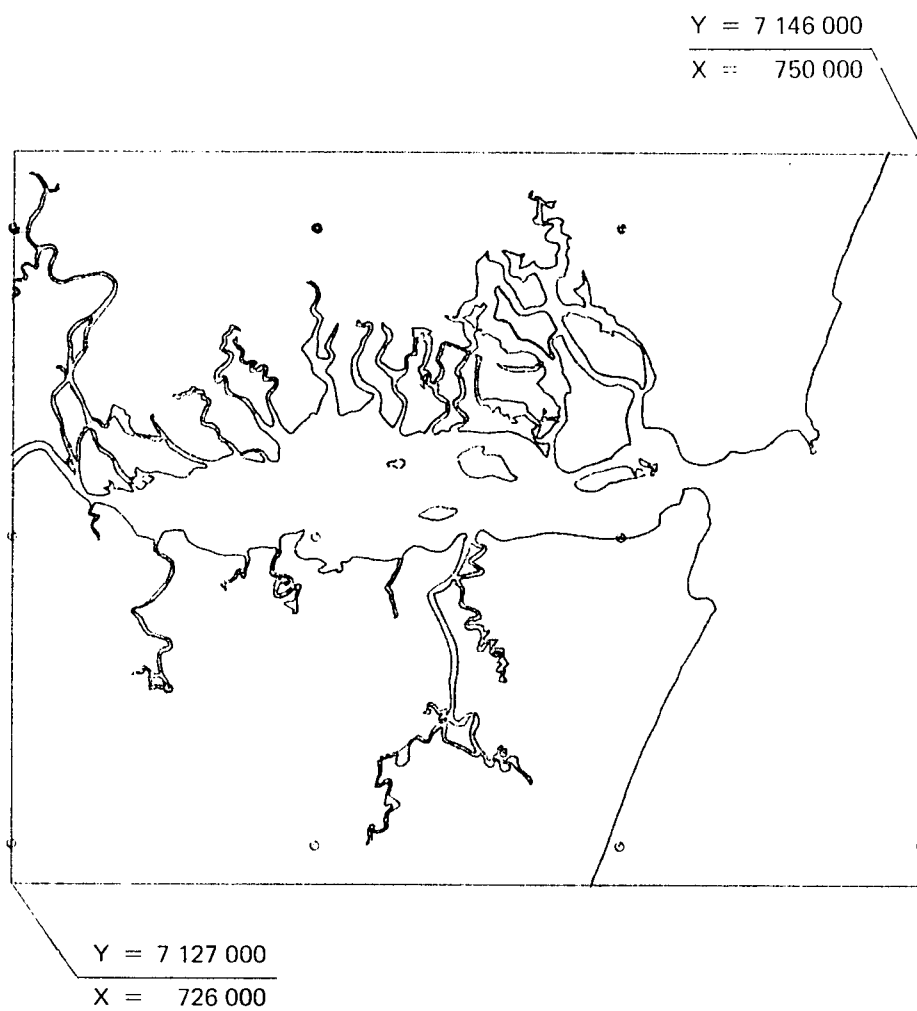 Y = 7 146 000
X = 750 000
Y = 7 127 000
X = 726 000